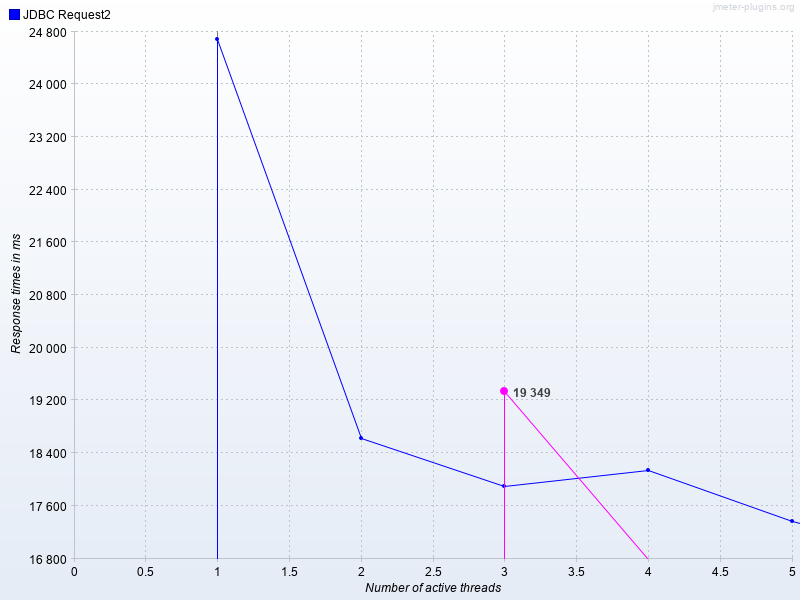 jmeter-plugins.org
JDBC Request2
24 800
24 000
23 200
22 400
21 600
20 800
20 000
19 200
18 400
17 600
16 800
Response times in ms
19 349
0 0.5 1 1.5 2 2.5 3 3.5 4 4.5 5
Number of active threads